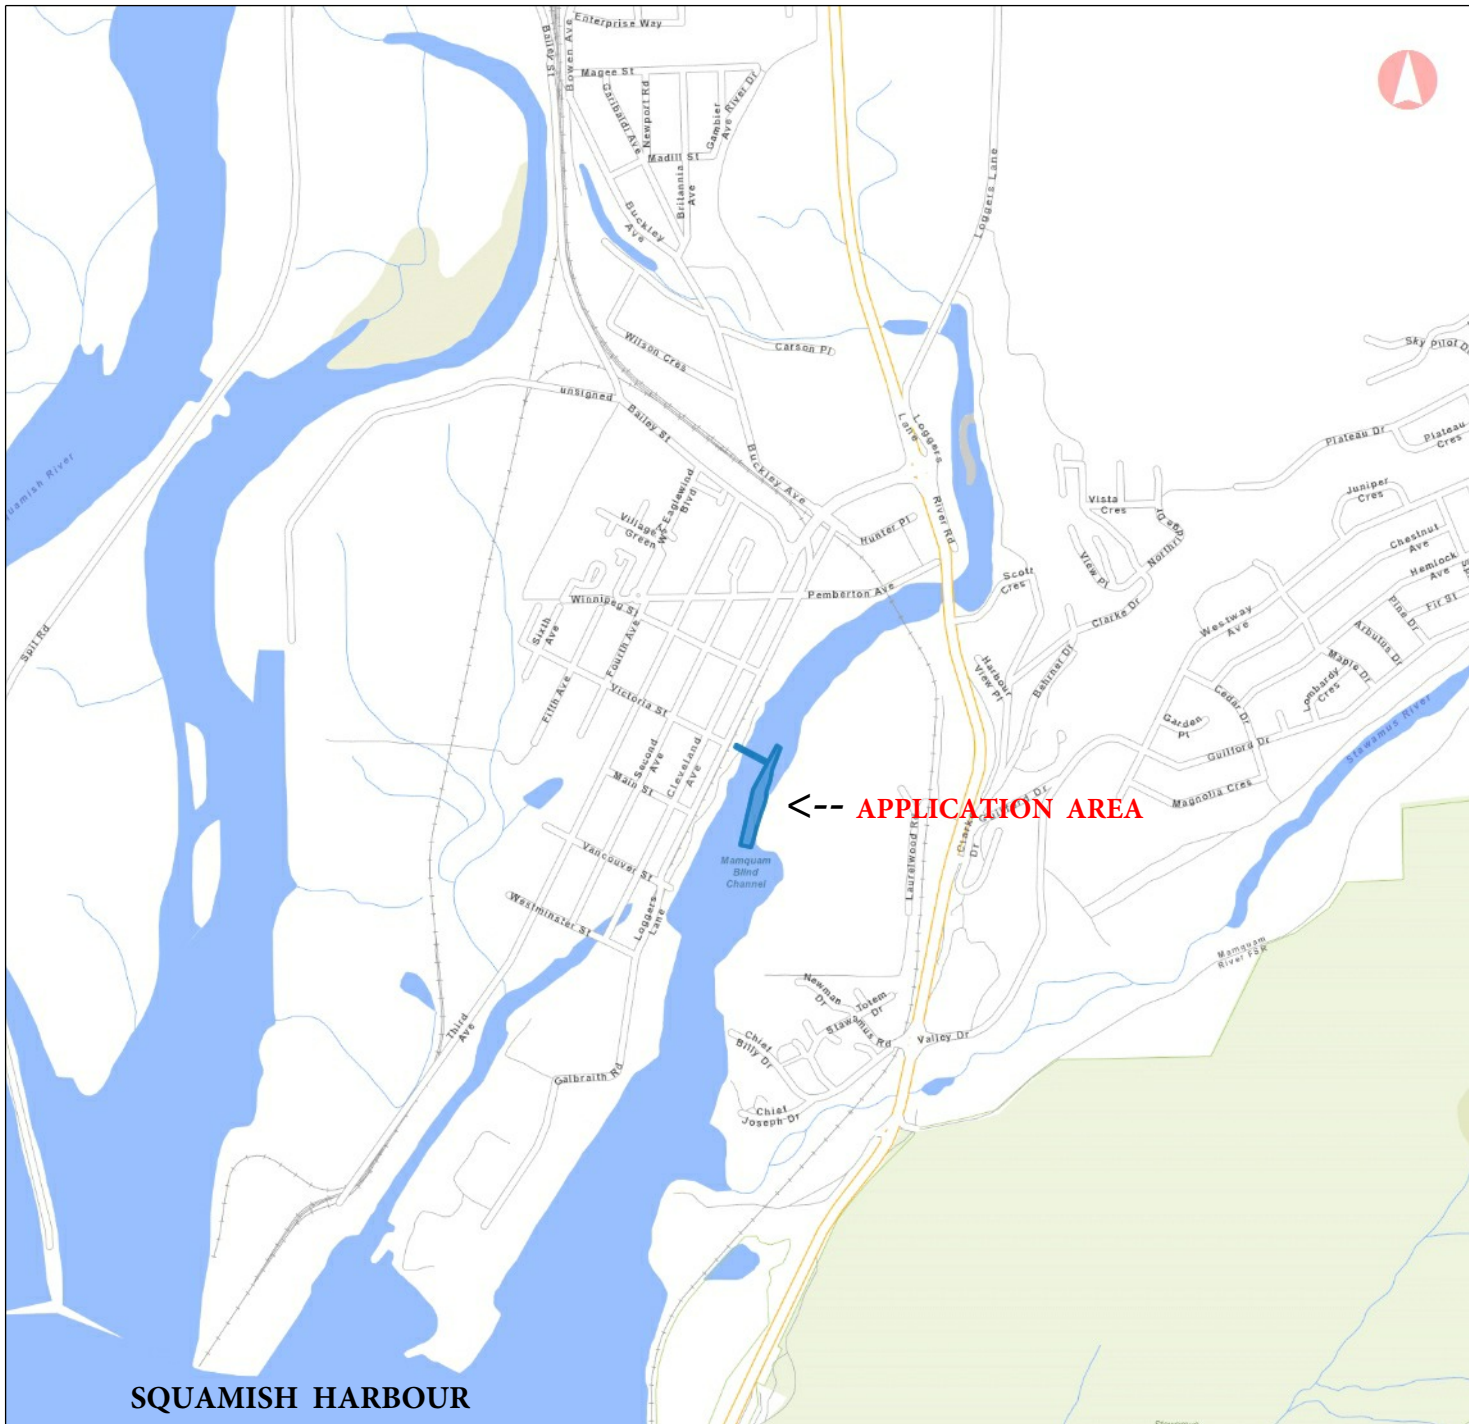 Enterprise Way
Bailey St
Bowen Ave
Magee St
Garibaldi Ave
Newport Rd
Gambier
Ave
River Dr
Madill St
Britannia
Ave
Buckley
Ave
Loggers Lane
Wilson Cres
Carson Pl
Sky Pilot D
unsigned
Bailey St
Loggers
Lane
Plateau Dr
Plateau
Cres
Buckley Ave
Juniper
Cres
Eaglewind
Blvd
Village
Green
Vista
Cres
River Rd
Hunter Pl
View Pl
Chestnut
Ave
Hemlock
Ave
Fir St
Scott
Cres
Pemberton Ave
Winnipeg St
Clarke Dr
Westway
Ave
Pine Dr
Arbutus Dr
Maple Dr
Lombardy
Cres
Spit Rd
Sixth
Ave
Fourth Ave
Fifth Ave
Victoria St
Harbour
View Pl
Behrner Dr
Cedar Dr
Garden
Pl
Guilford Dr
Stawamus River
Magnolia Cres
Second
Ave
Main St
Cleveland
Ave
<-- APPLICATION AREA
Clarke
Dr
Laurelwood Rd
Vancouver St
Mamquam
Blind
Channel
Westminster St
Loggers
Lane
Mamquam
River FSR
Newman
Dr
Totem
Dr
Stawamus Rd
Valley Dr
Third
Ave
Chief
Billy Dr
Galbraith Rd
Chief
Joseph Dr
SQUAMISH HARBOUR